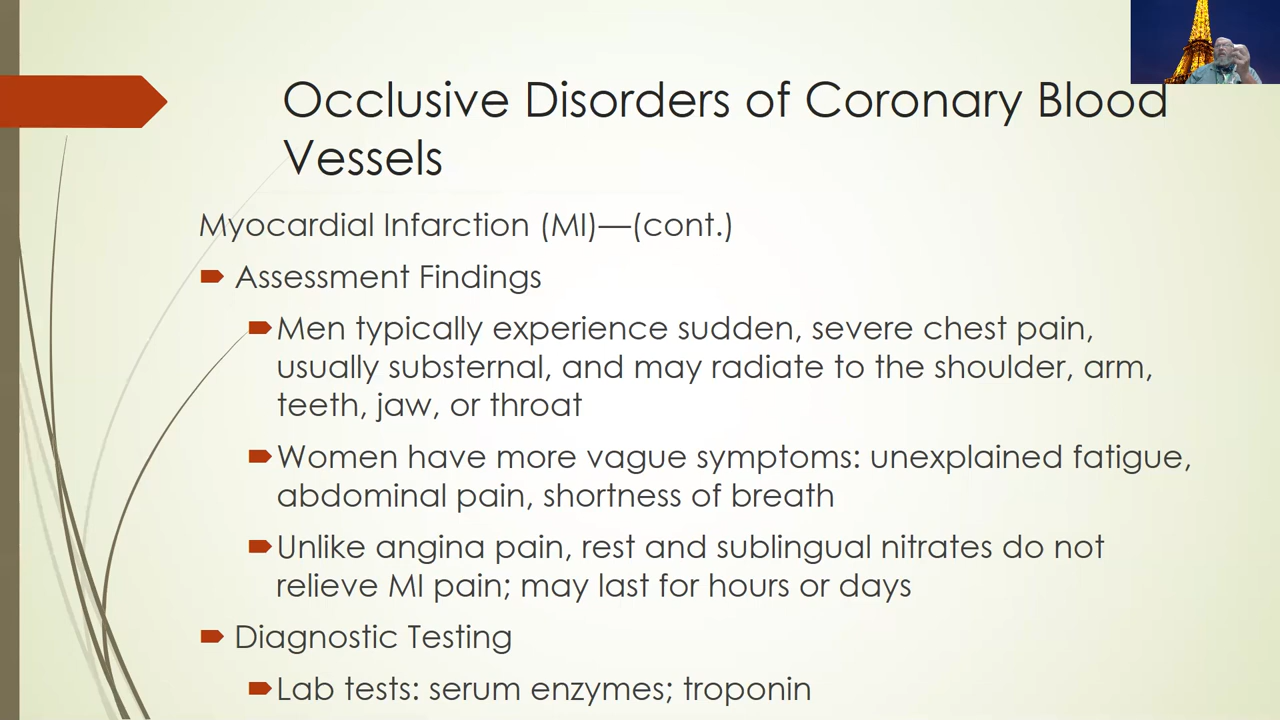 Occlusive Disorders of Coronary Blood
Vessels
Myocardial Infarction (MI)—(cont.)
Assessment Findings
Men typically experience sudden, severe chest pain,
usually substernal, and may radiate to the shoulder, arm,
teeth, jaw, or throat
Women have more vague symptoms: unexplained fatigue,
abdominal pain, shortness of breath
Unlike angina pain, rest and sublingual nitrates do not
relieve MI pain; may last for hours or days
Diagnostic Testing
Lab tests: serum enzymes; troponin